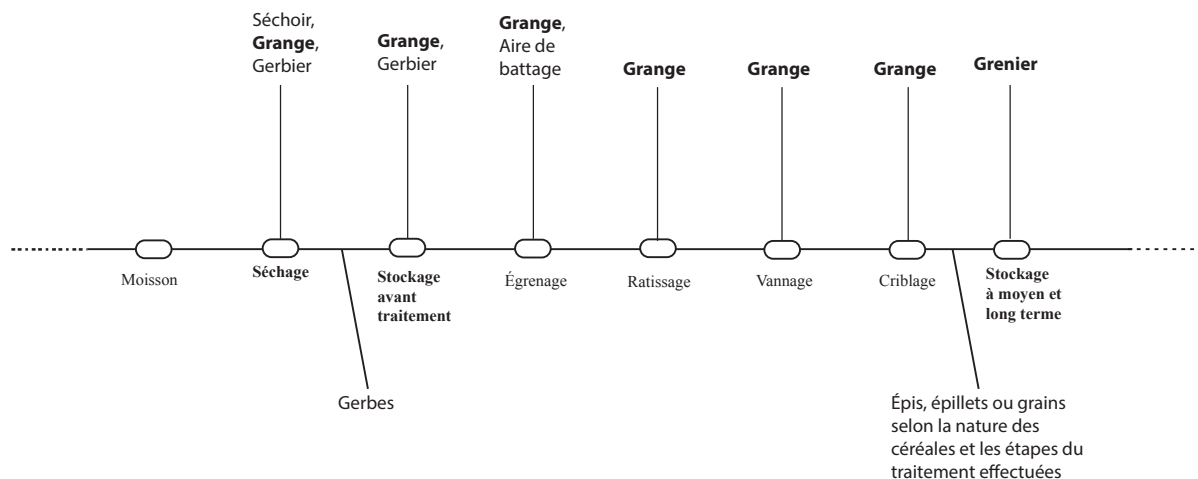 Séchoir,
Grange,
Gerbier
Grange,
Gerbier
Grange,
Aire de
battage
Grange
Grange
Grange
Grenier
Moisson
Séchage
Stockage
avant
traitement
Égrenage
Ratissage
Vannage
Criblage
Stockage
à moyen et
long terme
Gerbes
Épis, épillets ou grains
selon la nature des
céréales et les étapes du
traitement effectuées